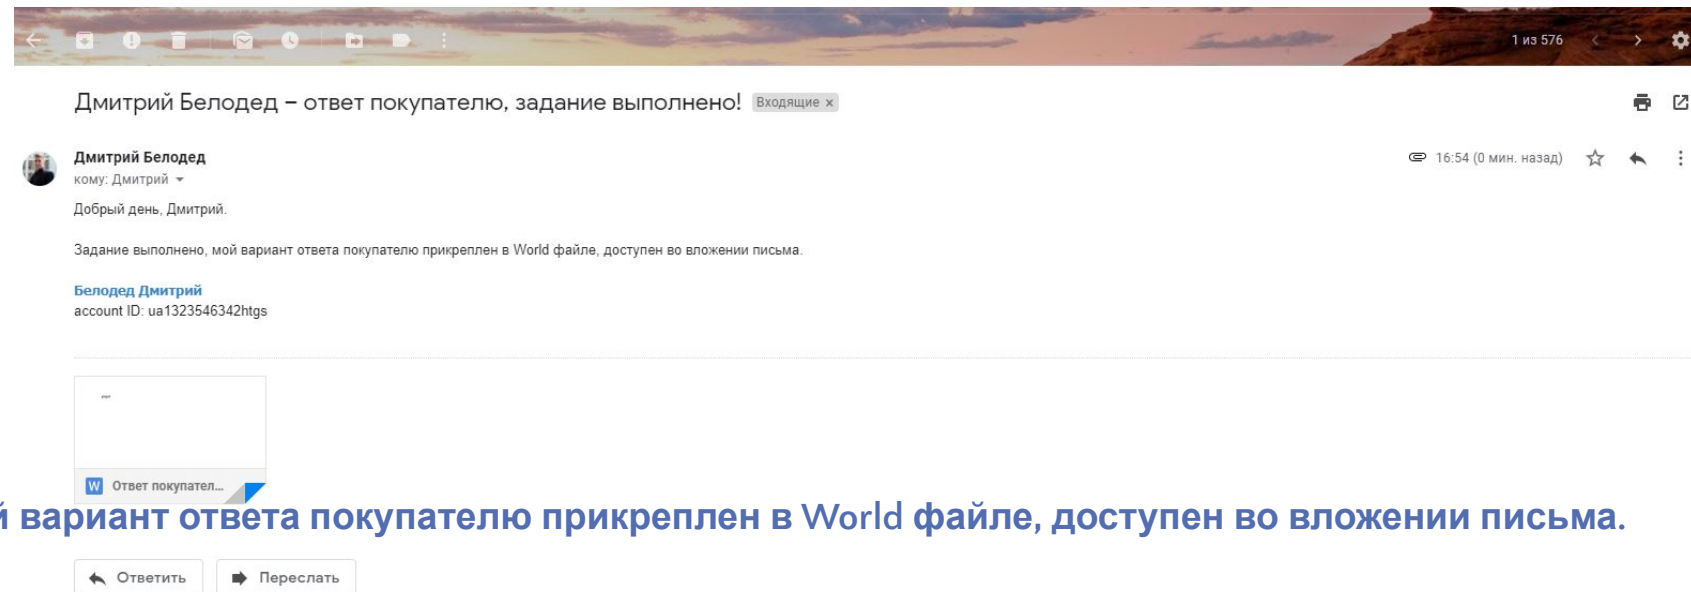 1 из 576
Дмитрий Белодед – ответ покупателю, задание выполнено! Входящие x
Дмитрий Белодед
16:54 (0 мин. назад)
кому: Дмитрий
Добрый день, Дмитрий.
Задание выполнено, мой вариант ответа покупателю прикреплен в World файле, доступен во вложении письма.
Белодед Дмитрий
account ID: ua1323546342htgs
W Ответ покупател...
й вариант ответа покупателю прикреплен в World файле, доступен во вложении письма.
Ответить
Переслать